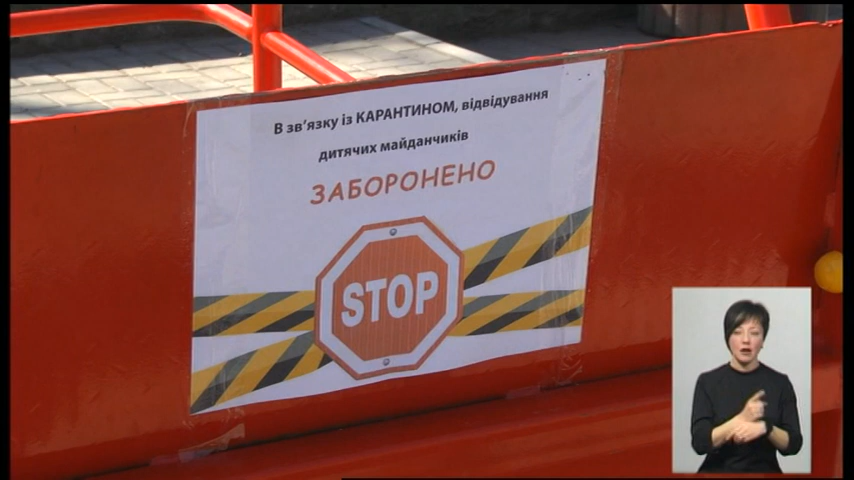 В зв’язку із КАРАНТИНОМ, відвідування
дитячих майданчиків
ЗАБОРОНЕНО
STOP